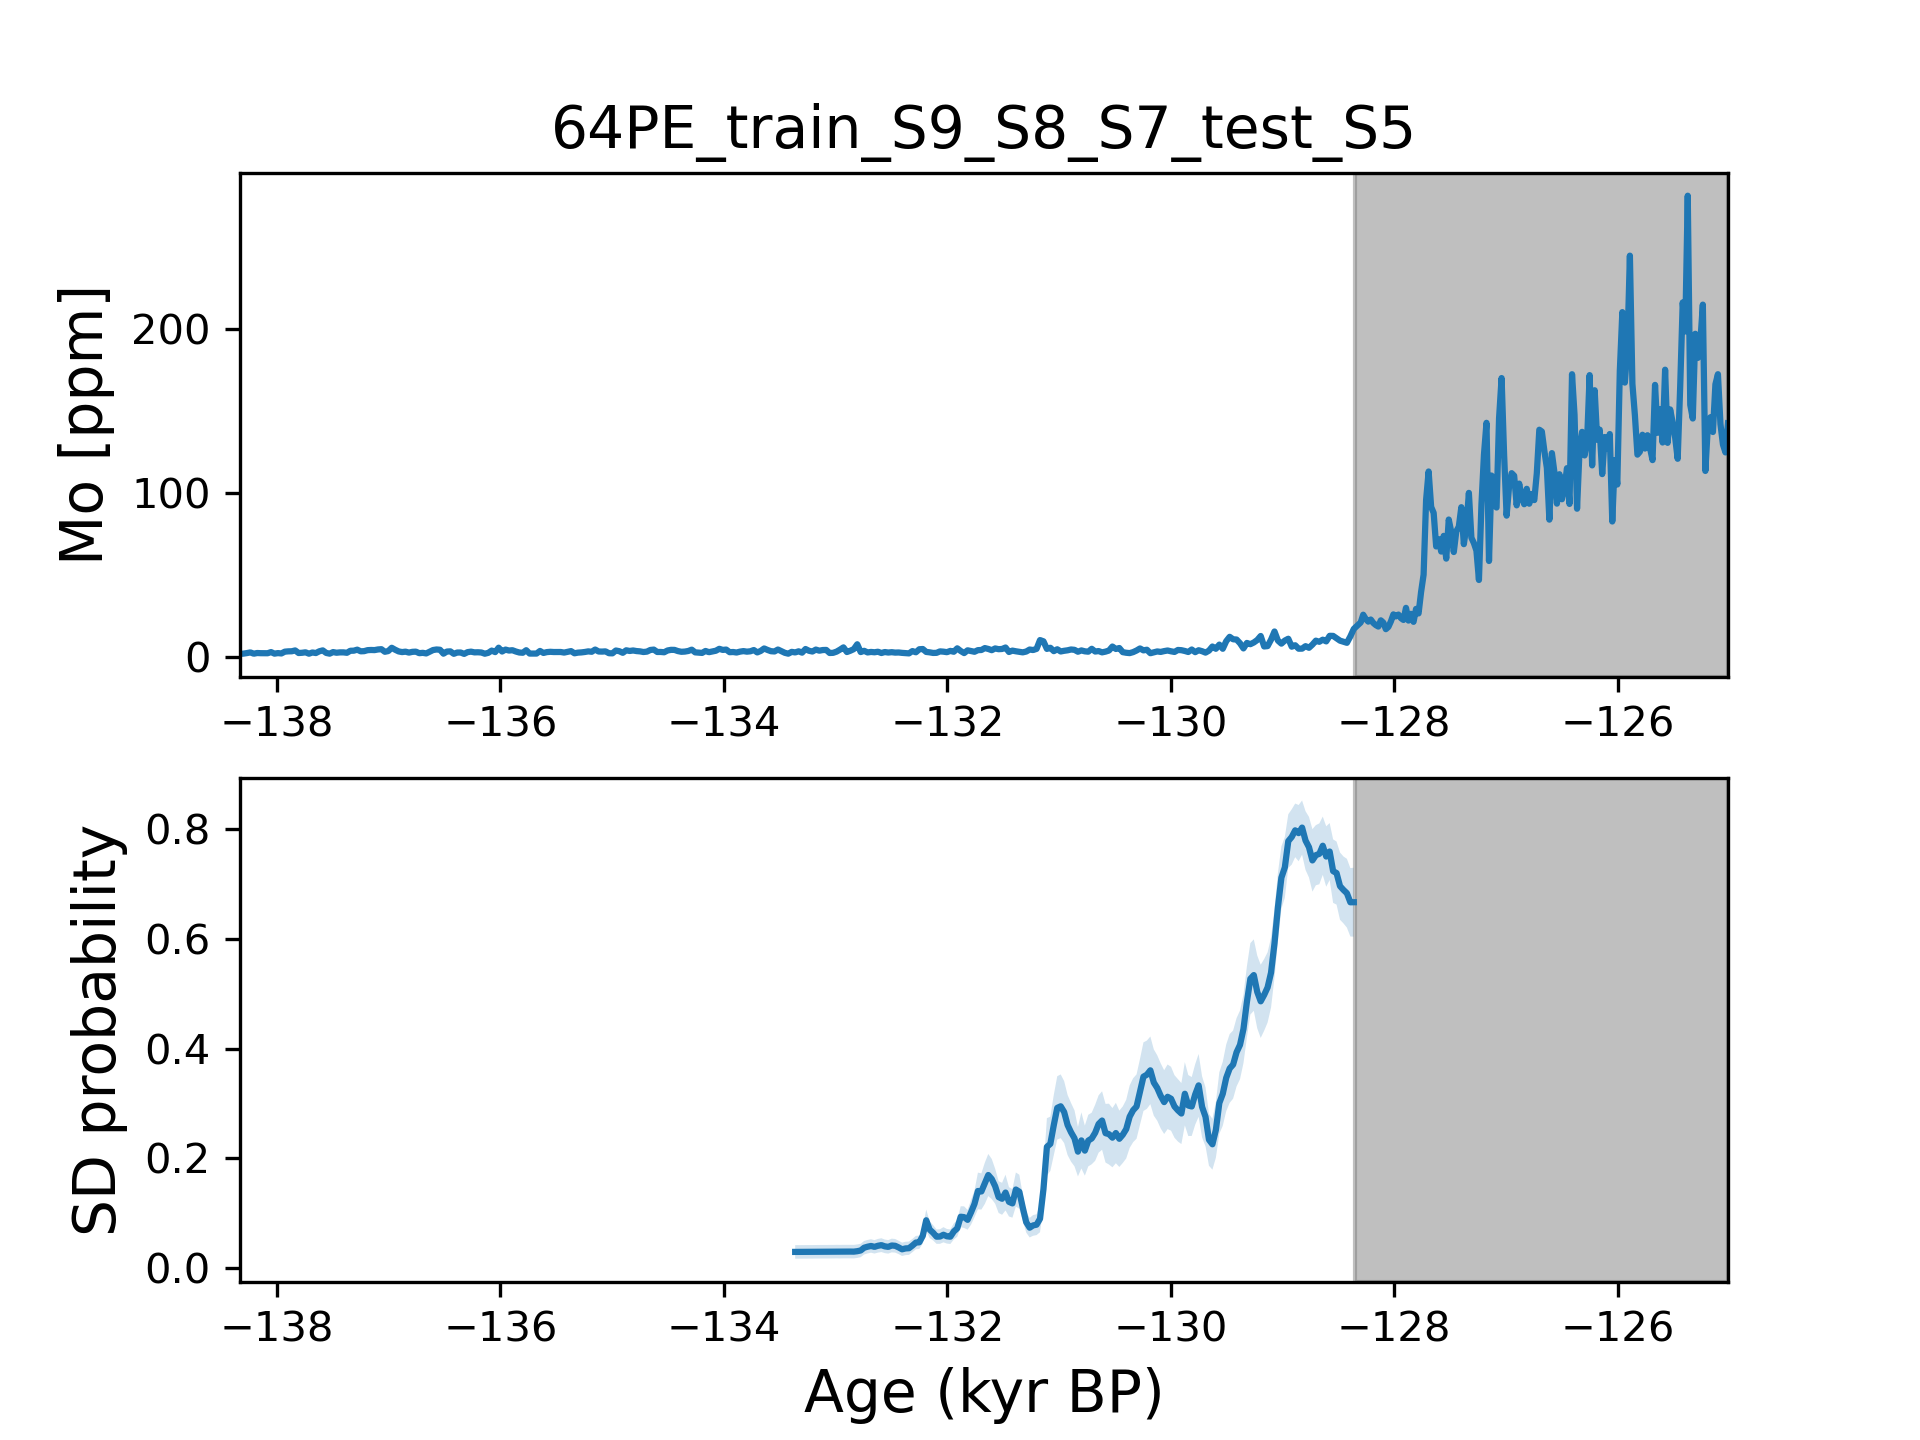 64PE_train_S9_S8_S7_test_S5
Mo [ppm]
200
100
0
−138 −136 −134 −132 −130 −128 −126
SD probability
0.8
0.6
0.4
0.2
0.0
−138 −136 −134 −132 −130 −128 −126
Age (kyr BP)